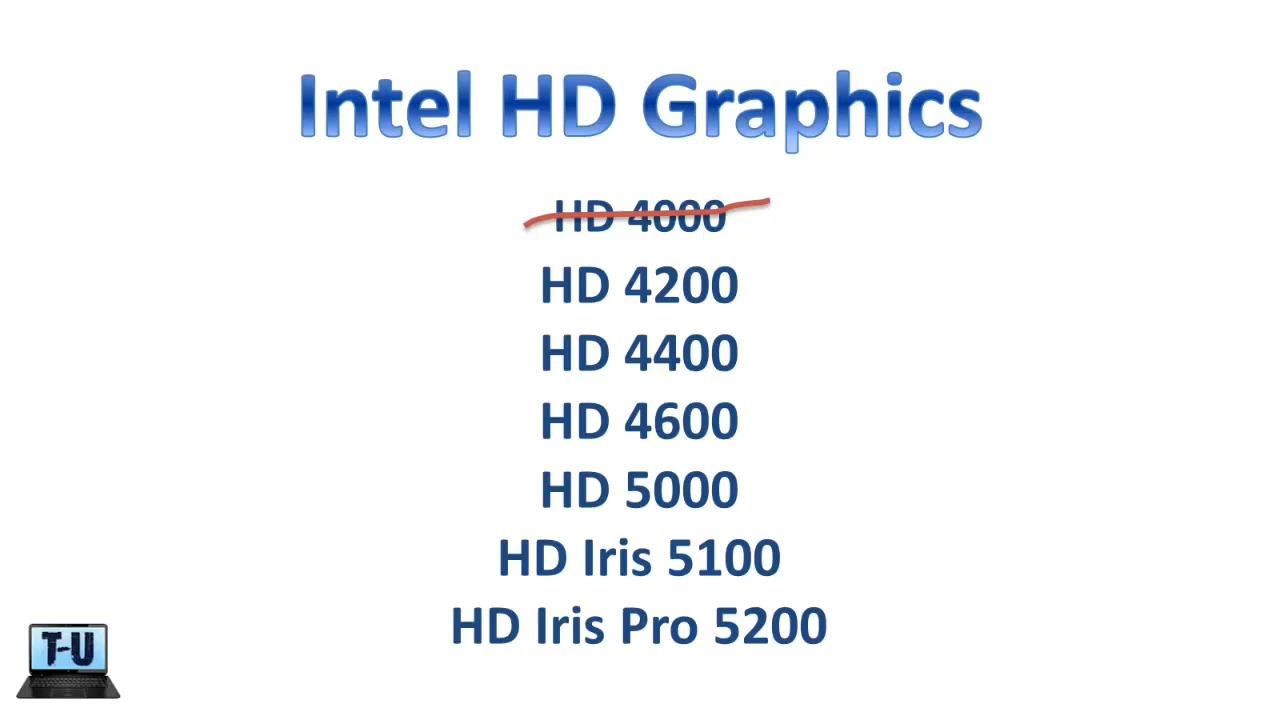 Intel HD Graphics
HD 4000
HD 4200
HD 4400
HD 4600
HD 5000
HD Iris 5100
HD Iris Pro 5200
T-U